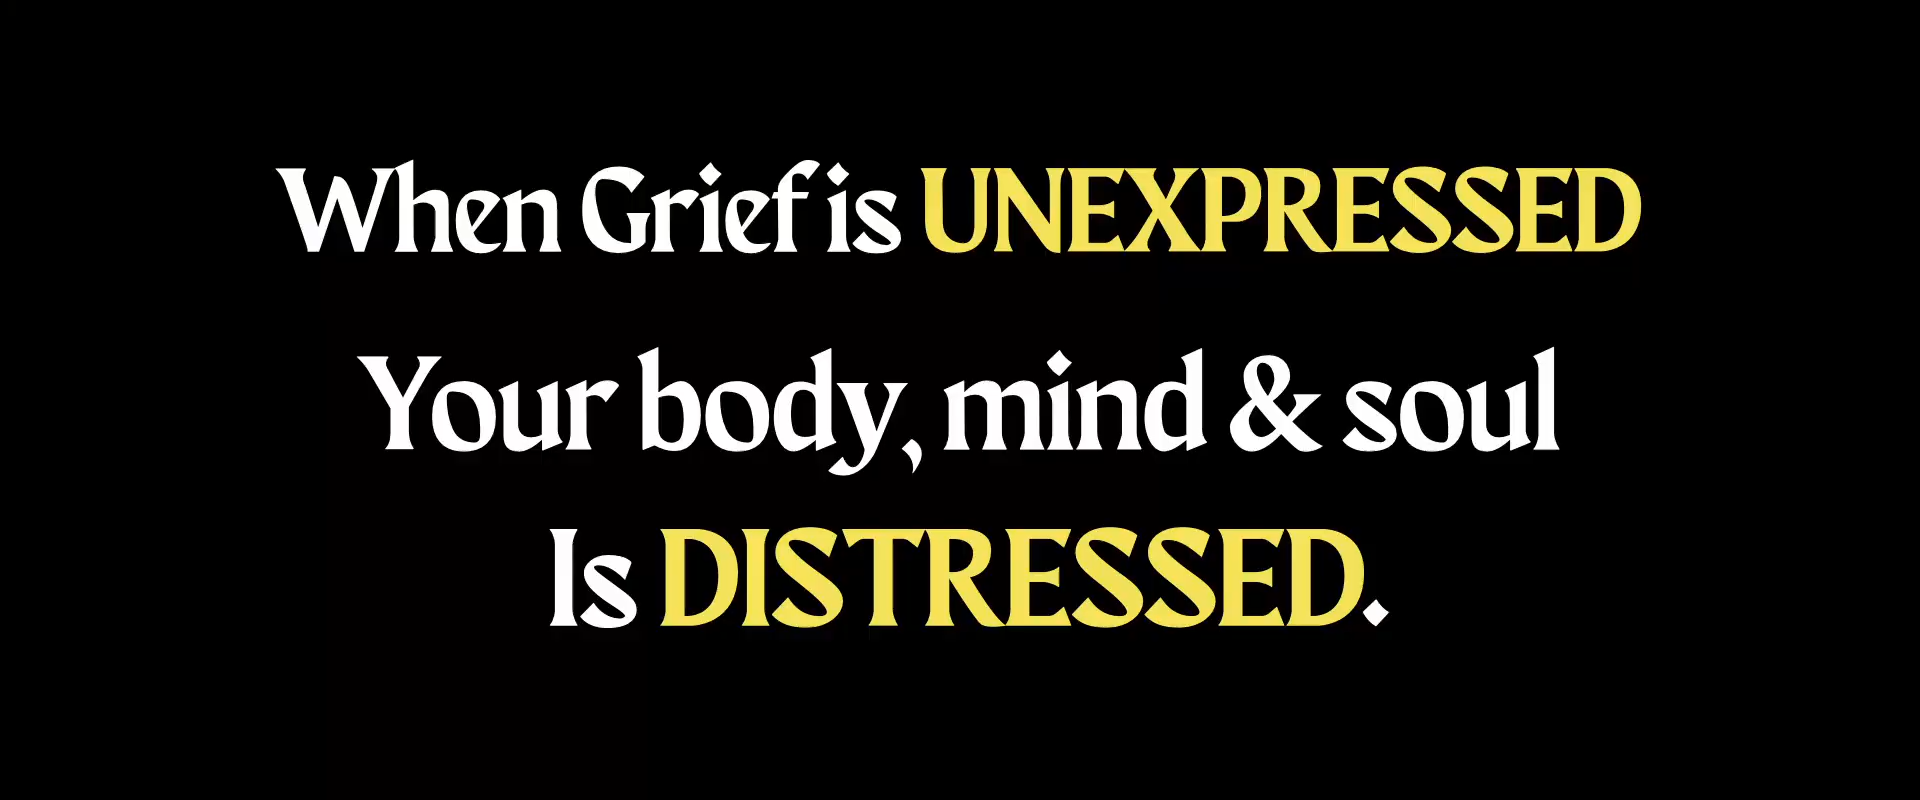 When Grief is UNEXPRESSED
Your body, mind & soul
Is DISTRESSED.